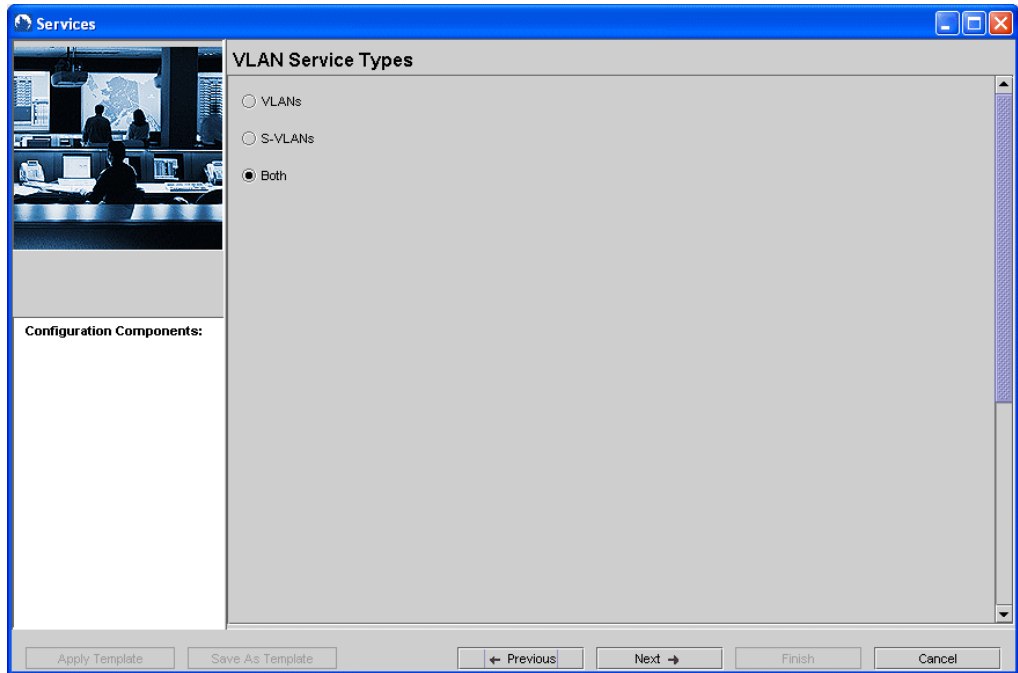 Services
VLAN Service Types
VLANs
S-VLANs
Both
Configuration Components:
Apply Template
Save As Template
Previous
Next
Finish
Cancel